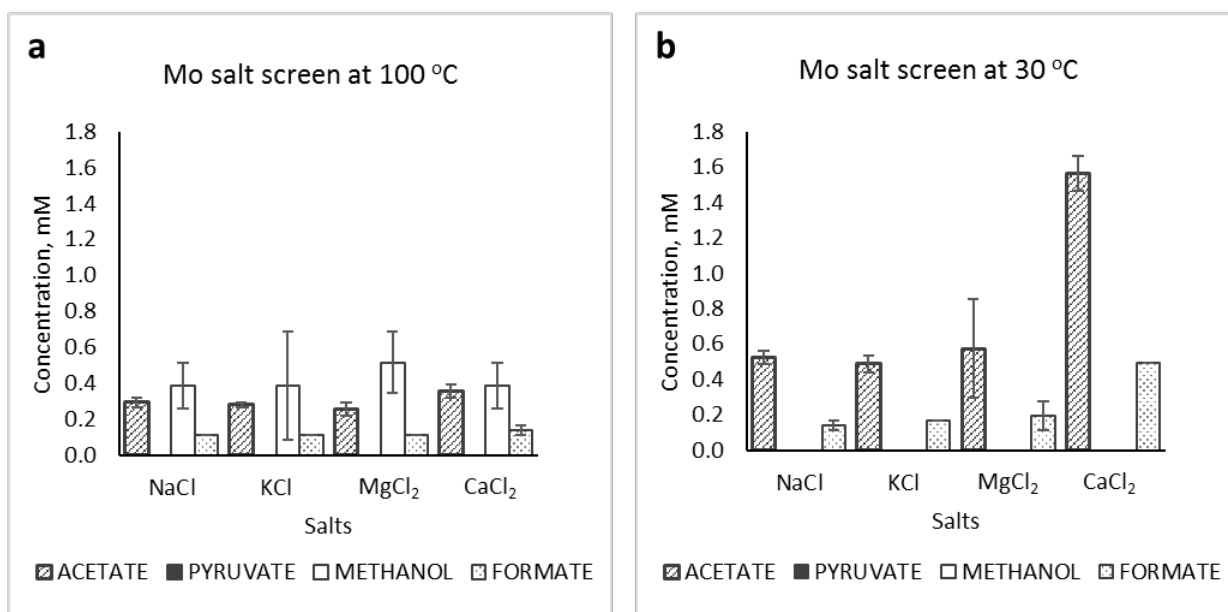 a
Mo salt screen at 100 °C
Concentration, mM
1.8
1.6
1.4
1.2
1.0
0.8
0.6
0.4
0.2
0.0
NaCl KCl MgCl₂ CaCl₂
Salts
ACETATE PYRUVATE METHANOL FORMATE
b
Mo salt screen at 30 °C
Concentration, mM
1.8
1.6
1.4
1.2
1.0
0.8
0.6
0.4
0.2
0.0
NaCl KCl MgCl₂ CaCl₂
Salts
ACETATE PYRUVATE METHANOL FORMATE